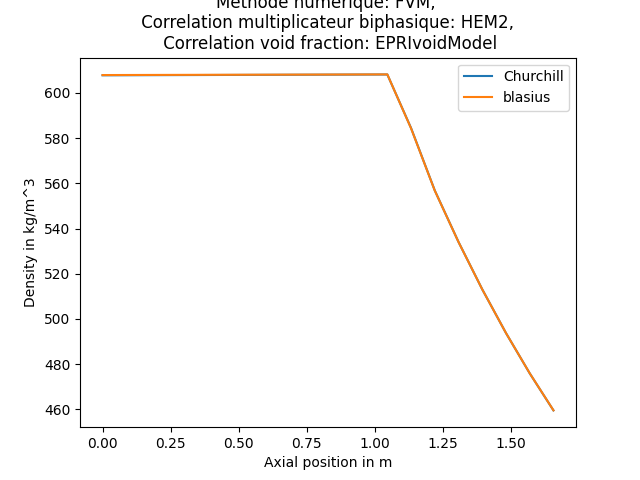 Méthode numérique: FVM,
Correlation multiplicateur biphasique: HEM2,
Correlation void fraction: EPRIvoidModel
Churchill
blasius
600
580
560
540
520
500
480
460
Density in kg/m^3
0.00 0.25 0.50 0.75 1.00 1.25 1.50
Axial position in m